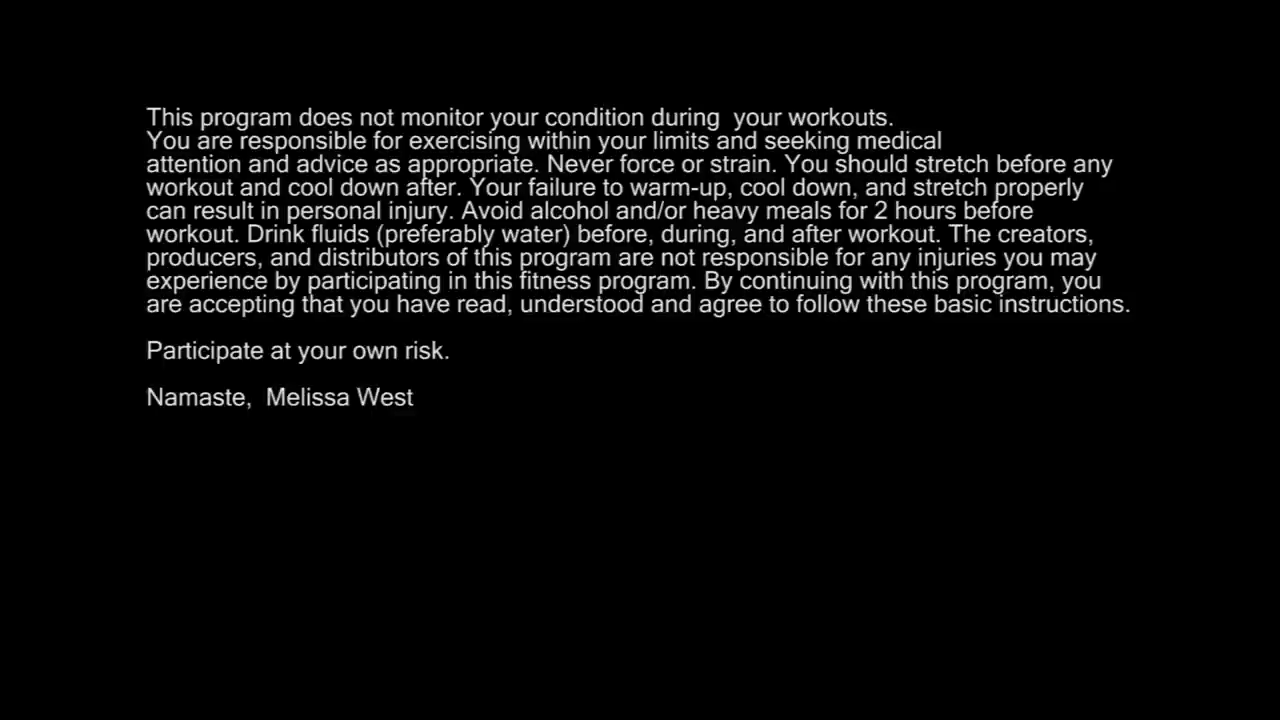 This program does not monitor your condition during  your workouts.
You are responsible for exercising within your limits and seeking medical
attention and advice as appropriate. Never force or strain. You should stretch before any
workout and cool down after. Your failure to warm-up, cool down, and stretch properly
can result in personal injury. Avoid alcohol and/or heavy meals for 2 hours before
workout. Drink fluids (preferably water) before, during, and after workout. The creators,
producers, and distributors of this program are not responsible for any injuries you may
experience by participating in this fitness program. By continuing with this program, you
are accepting that you have read, understood and agree to follow these basic instructions.
Participate at your own risk.
Namaste,  Melissa West